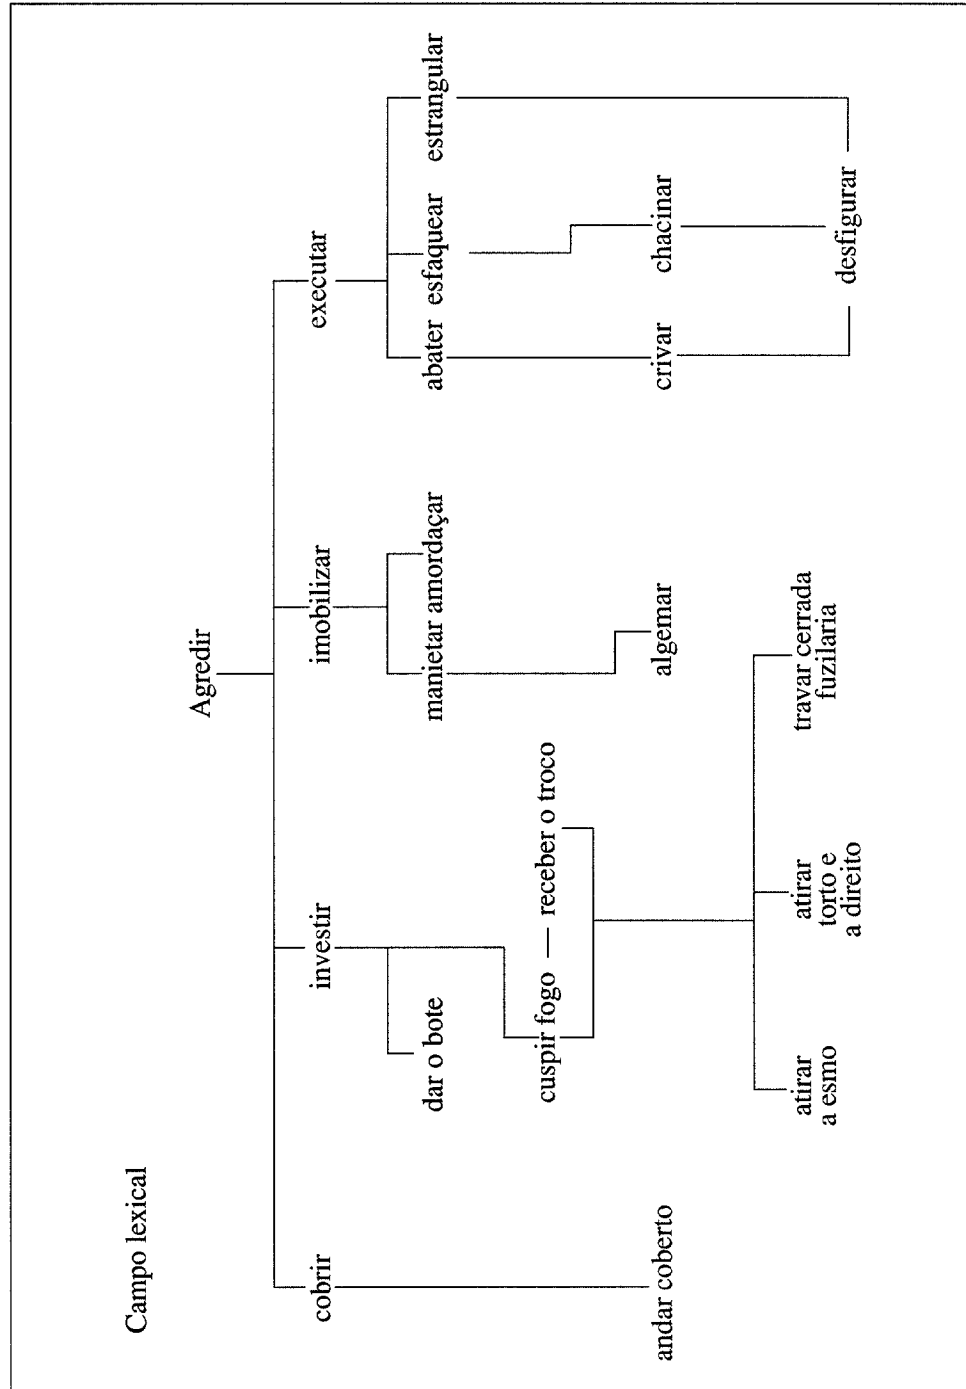 Campo lexical
Agredir
cobrir
investir
imobilizar
executar
dar o bote
manietar amordaçar
abater esfaquear estrangular
cuspir fogo — receber o troco
andar coberto
algemar
crivar
chacinar
atirar
a esmo
atirar
torto e
a direito
travar cerrada
fuzilaria
desfigurar